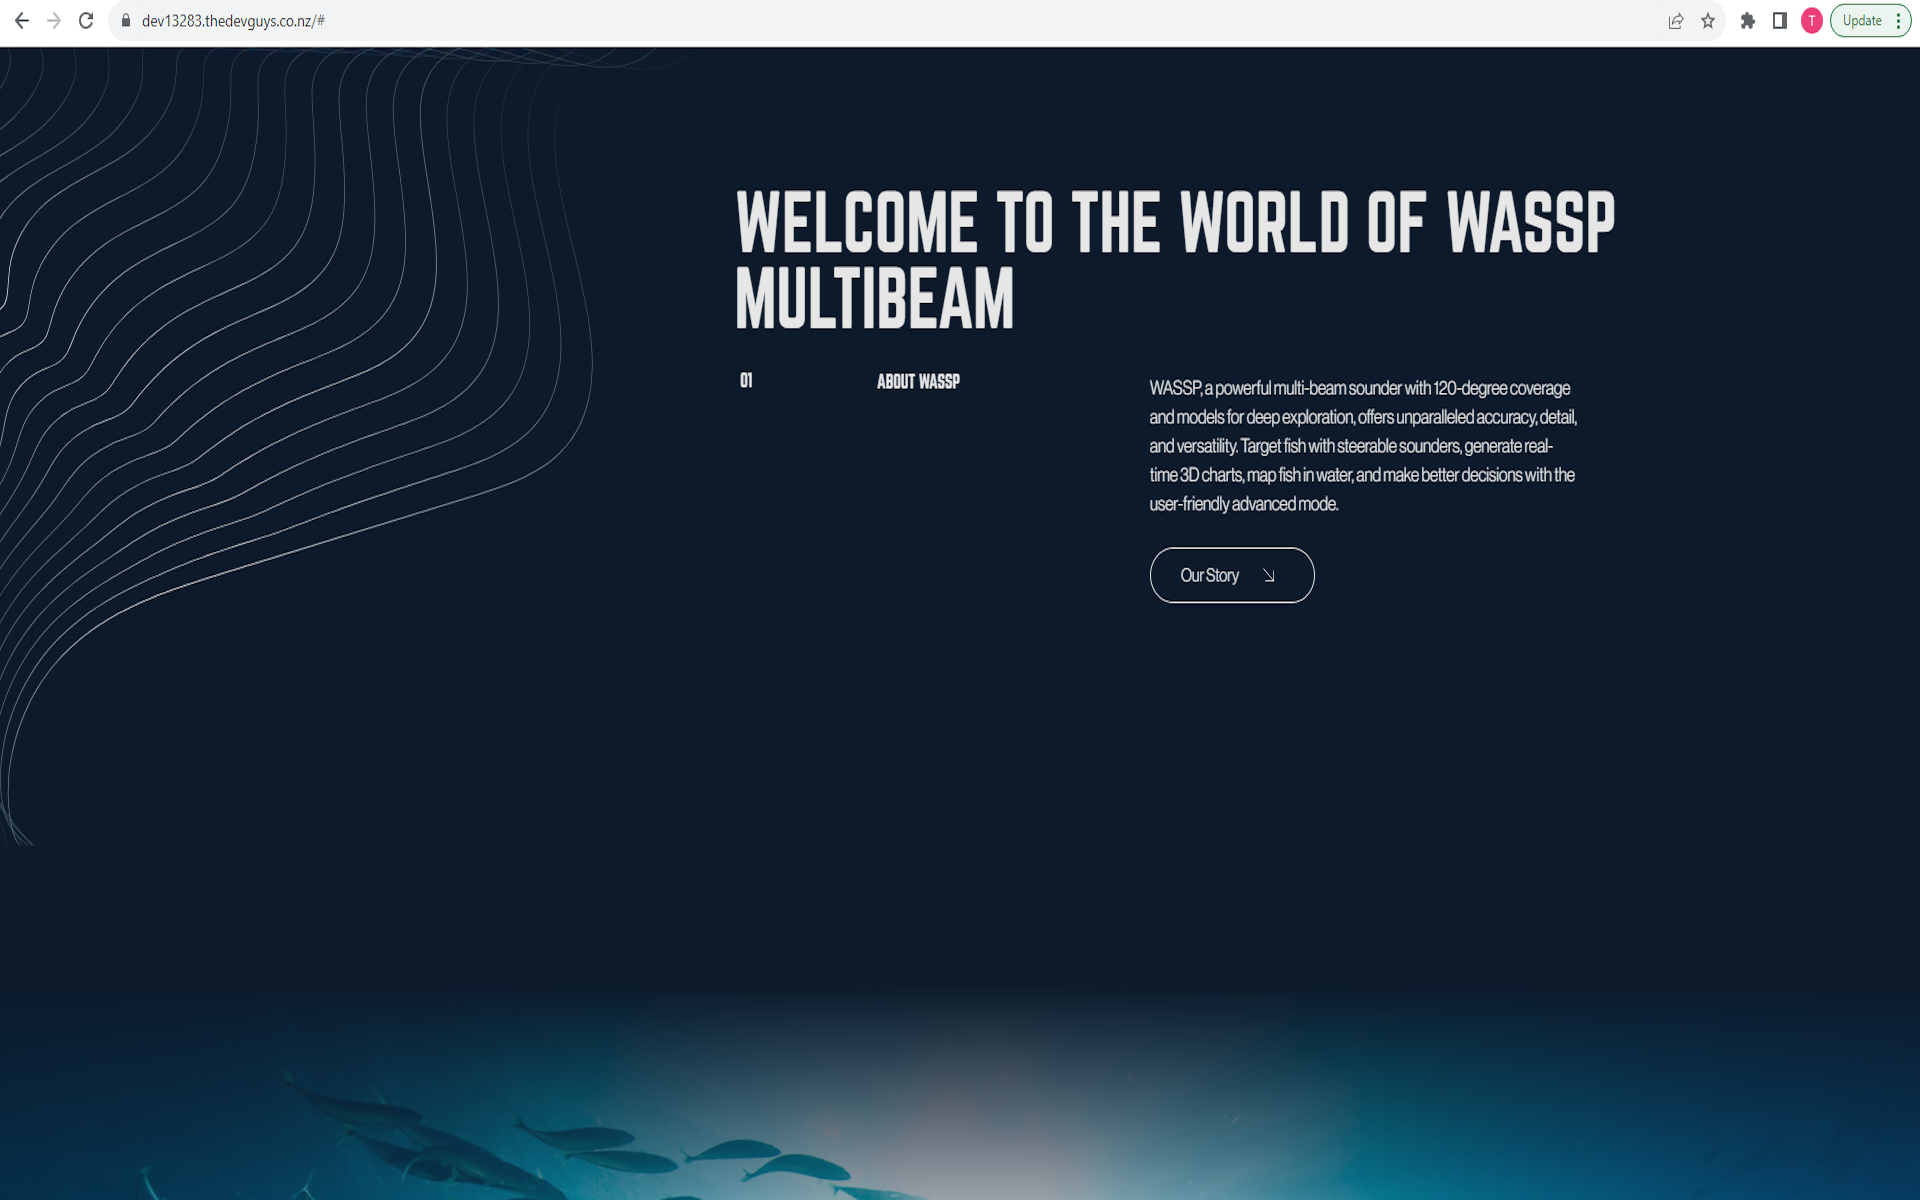 dev13283.thedevguys.co.nz/#
T
Update
WELCOME TO THE WORLD OF WASSP
MULTIBEAM
01
ABOUT WASSP
WASSP, a powerful multi-beam sounder with 120-degree coverage
and models for deep exploration, offers unparalleled accuracy, detail,
and versatility. Target fish with steerable sounders, generate real-
time 3D charts, map fish in water, and make better decisions with the
user-friendly advanced mode.
Our Story